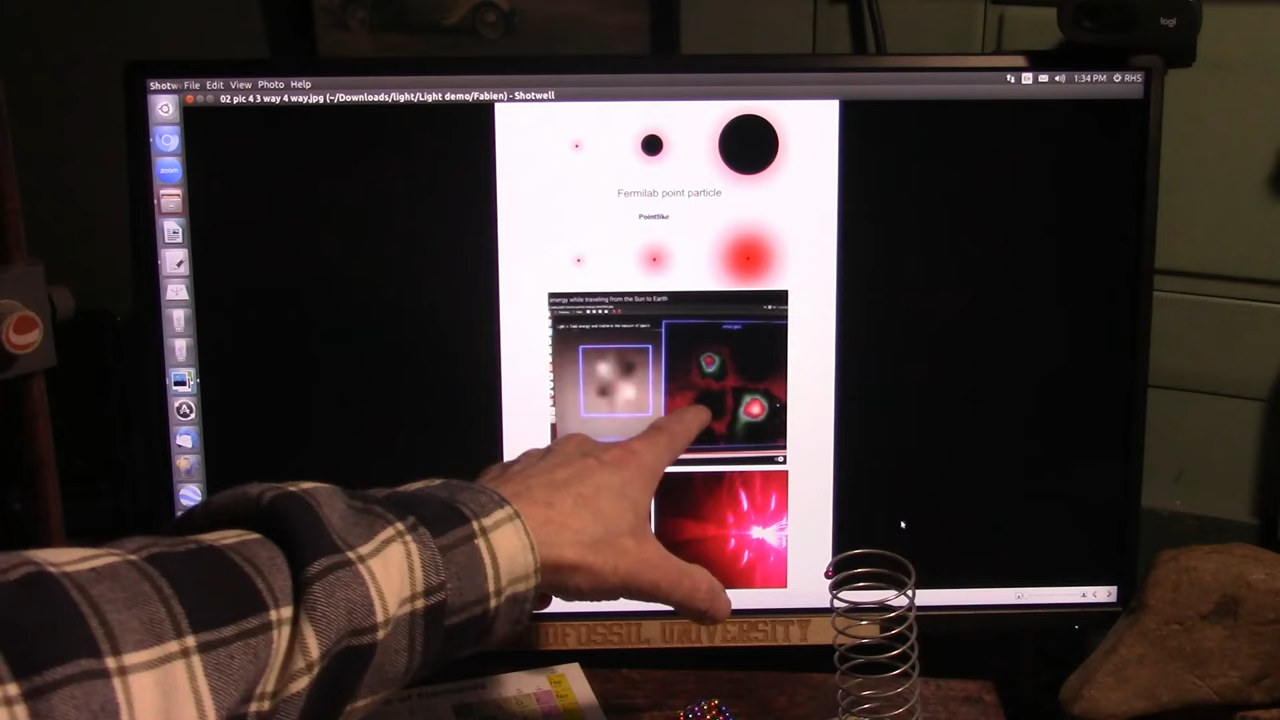 logi
Shotw File Edit View Photo Help
En 1:34 PM RHS
02 pic 4 3 way 4 way.jpg (~/Downloads/light/Light demo/Fabien) - Shotwell
Fermilab point particle
Pointlike
zoom
energy while traveling from the Sun to Earth
OFOSSIL UNIVERSITY